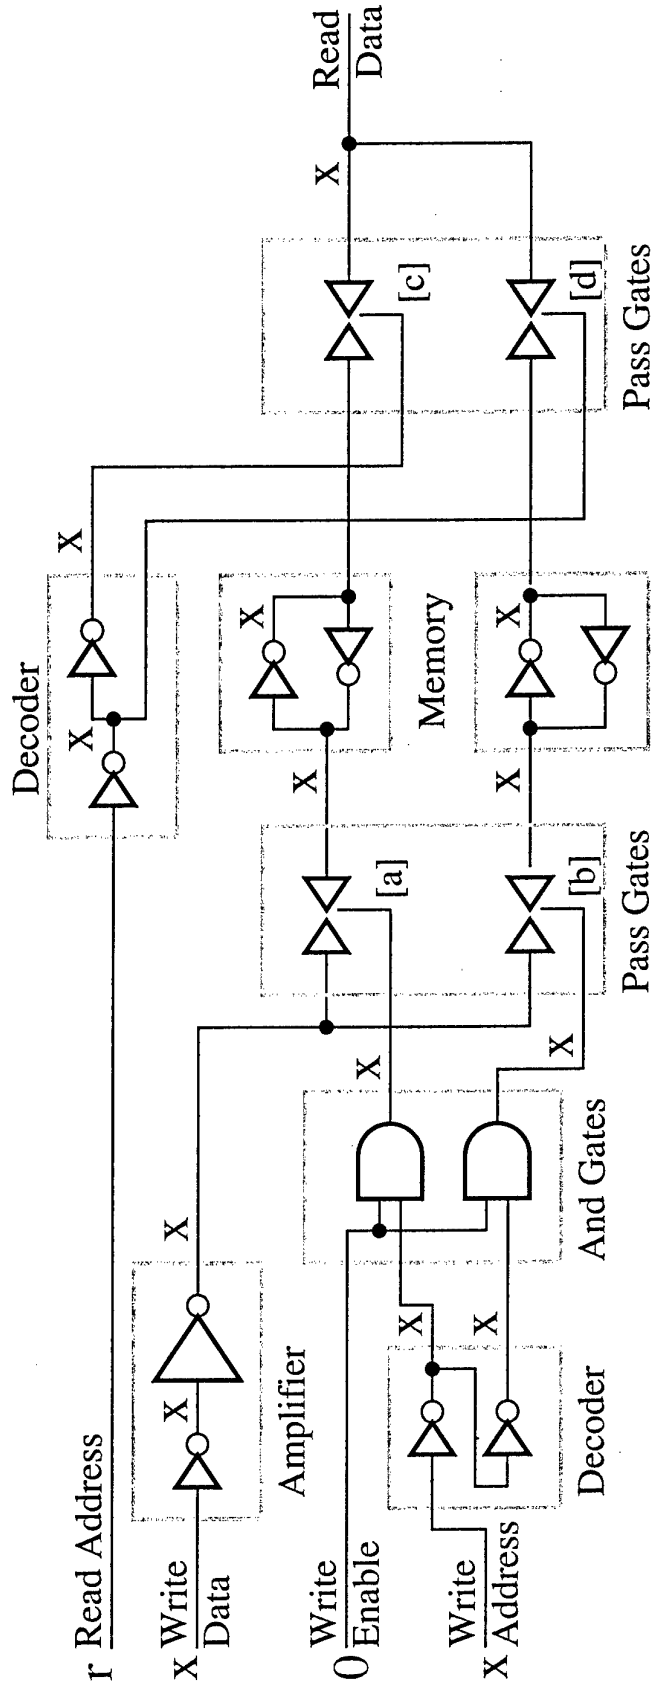 r Read Address
X Write
Data
0 Write
Enable
X Write
Address
X
Amplifier
X
X
X
Decoder
And Gates
X
X
[a]
[b]
Pass Gates
Decoder
X
X
X
X
X
X
Memory
[c]
[d]
Pass Gates
X
Read
Data